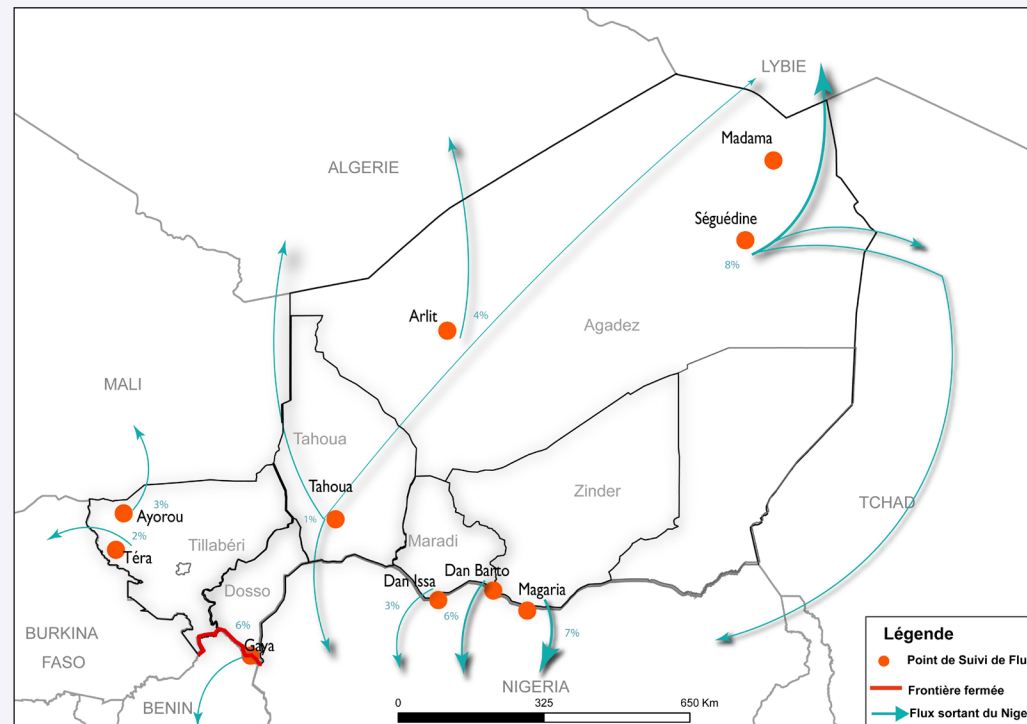 LYBIE
Madama
ALGERIE
Séguédine
8%
Arlit
4%
Agadez
MALI
Tahoua
Zinder
Tahoua
3%
Ayorou
1%
TCHAD
2%
Téra
Tillabéri
Maradi
Dan Barto
Dan Issa
Magaria
Dosso
3%
6%
6%
7%
BURKINA
FASO
Gaya
NIGERIA
BENIN
0
325
650 Km
Légende
Point de Suivi de Flu
Frontière fermée
Flux sortant du Nige